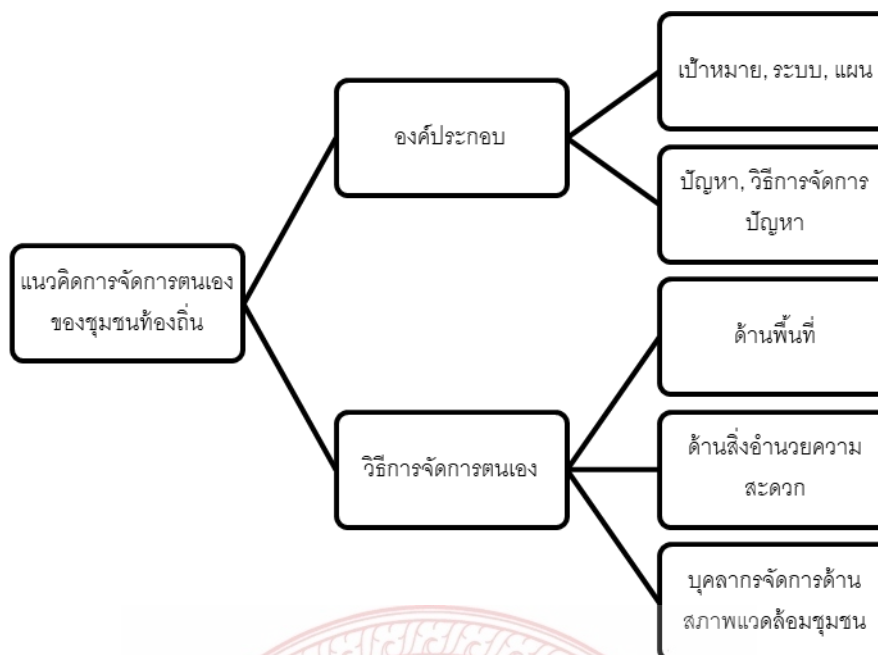 เป้าหมาย, ระบบ, แผน
องค์ประกอบ
ปัญหา, วิธีการจัดการ
ปัญหา
แนวคิดการจัดการตนเอง
ของชุมชนท้องถิ่น
ด้านพื้นที่
วิธีการจัดการตนเอง
ด้านสิ่งอำนวยความ
สะดวก
บุคลากรจัดการด้าน
สภาพแวดล้อมชุมชน